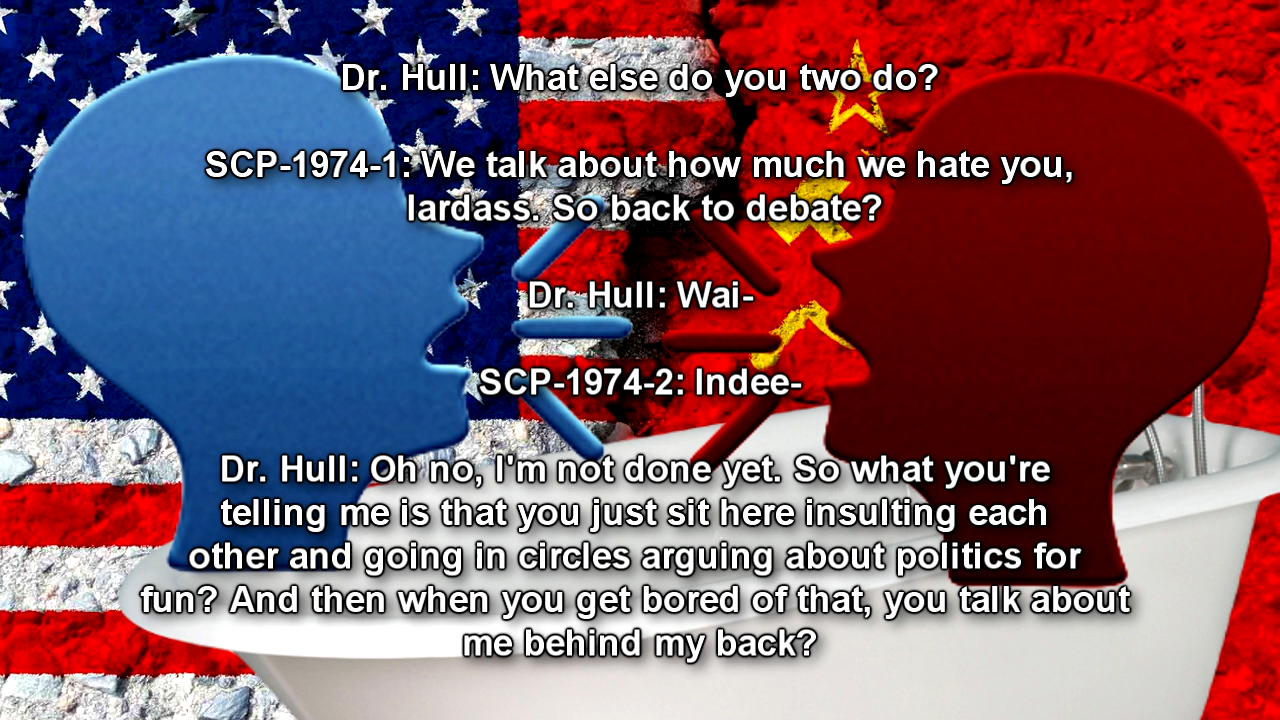 Dr. Hull: What else do you two do?
SCP-1974-1: We talk about how much we hate you,
lardass. So back to debate?
Dr. Hull: Wai-
SCP-1974-2: Indee-
Dr. Hull: Oh no, I'm not done yet. So what you're
telling me is that you just sit here insulting each
other and going in circles arguing about politics for
fun? And then when you get bored of that, you talk about
me behind my back?